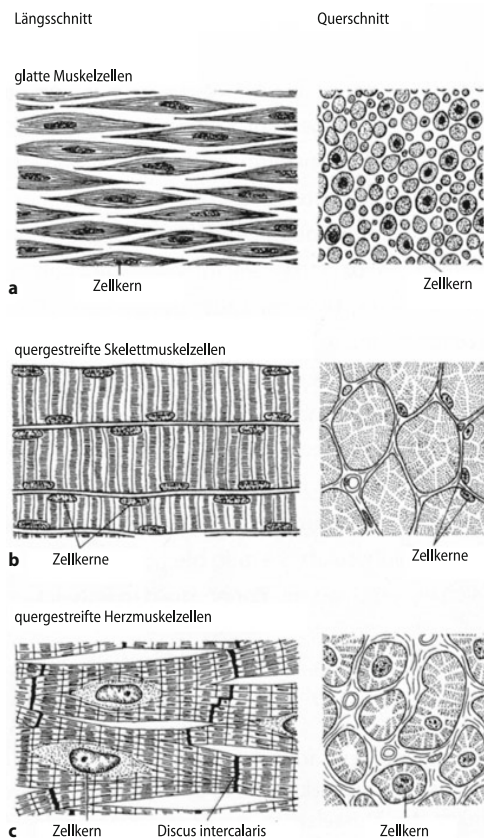 Längsschnitt Querschnitt
glatte Muskelzellen
a Zellkern Zellkern
quergestreifte Skelettmuskelzellen
b Zellkerne Zellkerne
quergestreifte Herzmuskelzellen
c Zellkern Discus intercalaris Zellkern